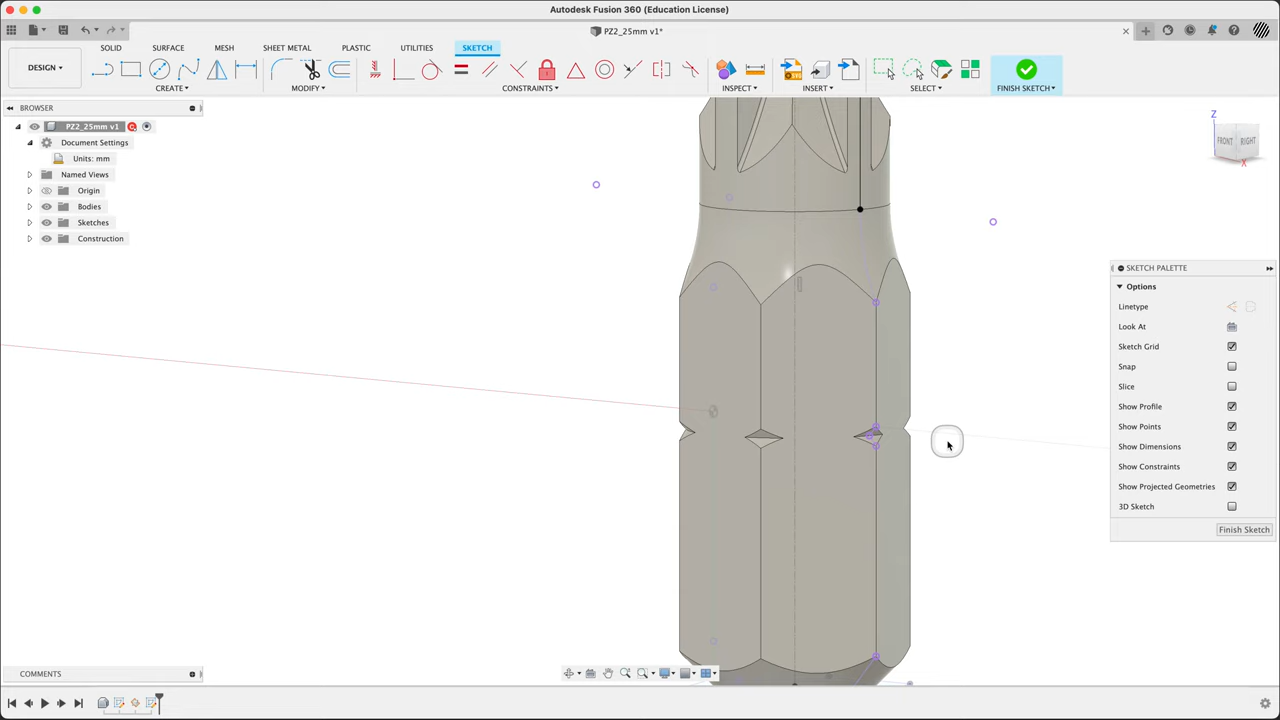 Autodesk Fusion 360 (Education License)
PZ2_25mm v1*
DESIGN
SOLID SURFACE MESH SHEET METAL PLASTIC UTILITIES SKETCH
CREATE MODIFY CONSTRAINTS INSPECT INSERT SELECT FINISH SKETCH
BROWSER
PZ2_25mm v1
Document Settings
Units: mm
Named Views
Origin
Bodies
Sketches
Construction
Z
FRONT RIGHT
X
SKETCH PALETTE
Options
Linetype
Look At
Sketch Grid
Snap
Slice
Show Profile
Show Points
Show Dimensions
Show Constraints
Show Projected Geometries
3D Sketch
Finish Sketch
COMMENTS